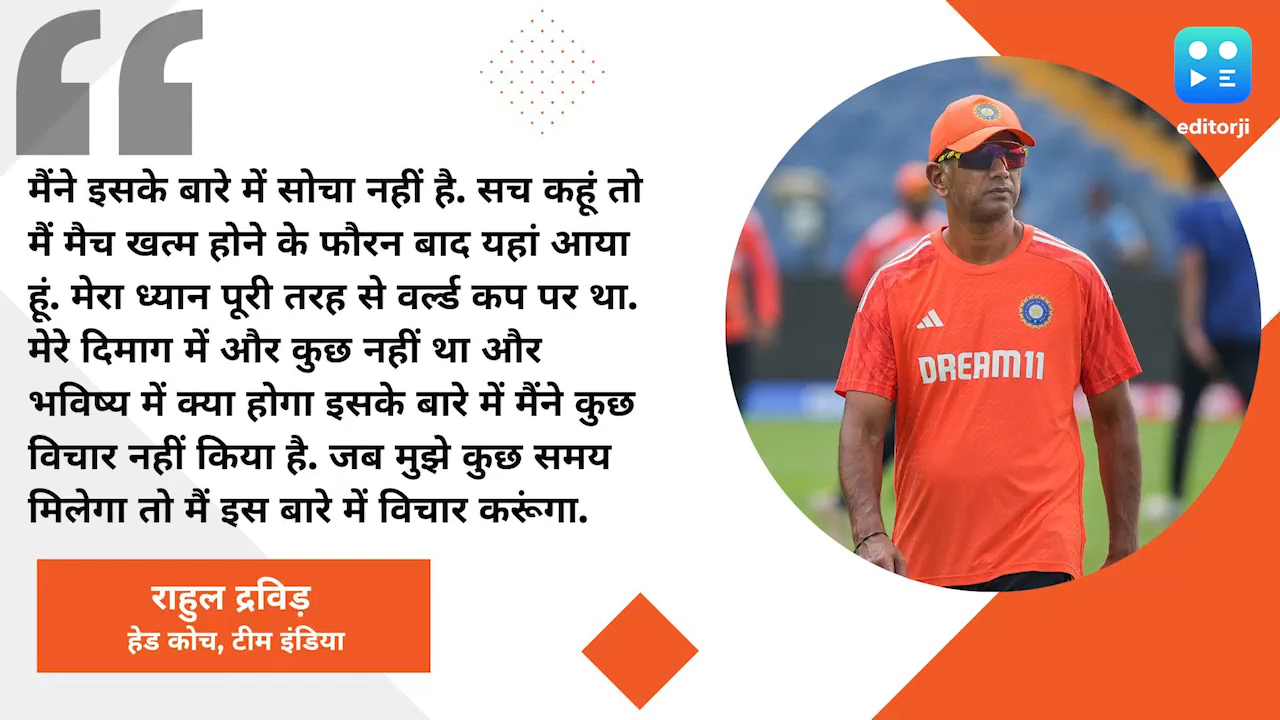 मैंने इसके बारे में सोचा नहीं है. सच कहूं तो
मैं मैच खत्म होने के फौरन बाद यहां आया
हूं. मेरा ध्यान पूरी तरह से वर्ल्ड कप पर था.
मेरे दिमाग में और कुछ नहीं था और
भविष्य में क्या होगा इसके बारे में मैंने कुछ
विचार नहीं किया है. जब मुझे कुछ समय
मिलेगा तो मैं इस बारे में विचार करूंगा.
राहुल द्रविड़
हेड कोच, टीम इंडिया
editorji
DREAM11